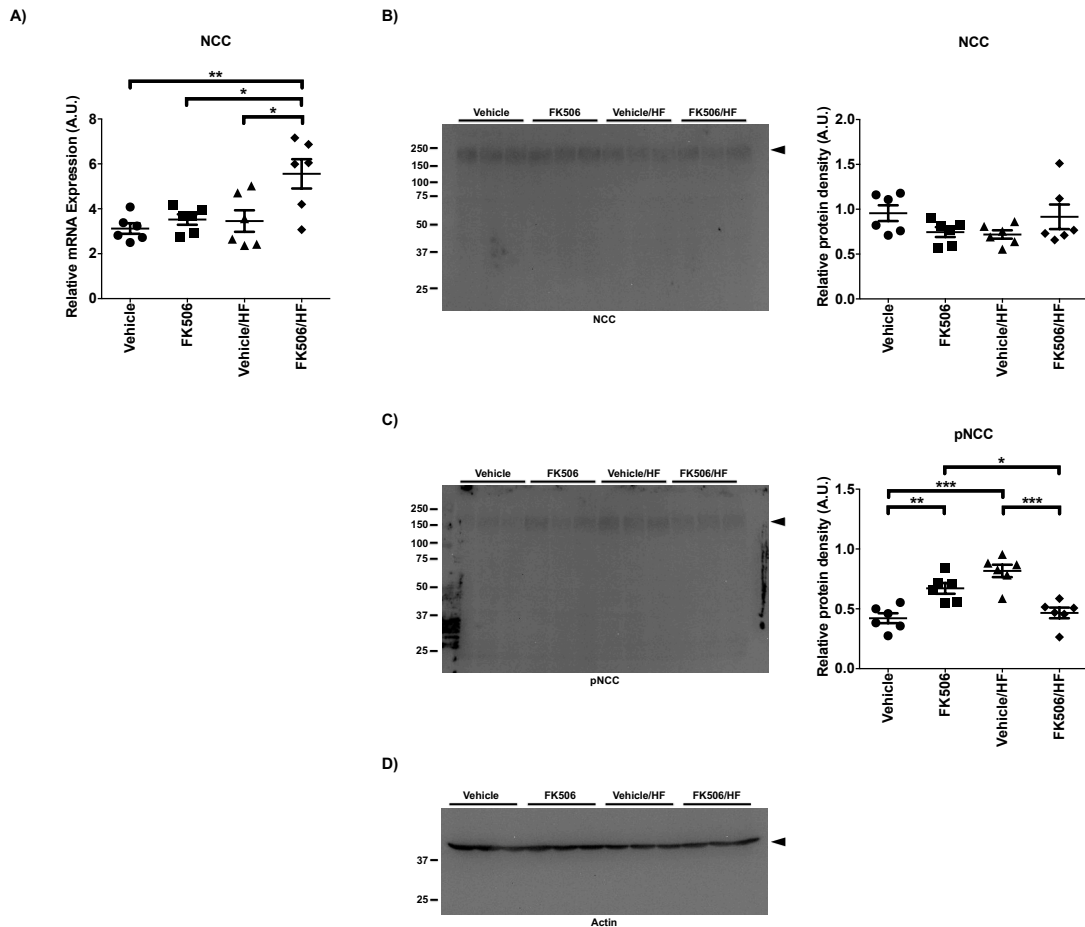 A)
NCC
**
*
*
Relative mRNA Expression (A.U.)
8
6
4
2
0
Vehicle
FK506
Vehicle/HF
FK506/HF
B)
Vehicle FK506 Vehicle/HF FK506/HF
250
150
100
75
50
37
25
NCC
NCC
Relative protein density (A.U.)
2.0
1.5
1.0
0.5
0.0
Vehicle
FK506
Vehicle/HF
FK506/HF
C)
Vehicle FK506 Vehicle/HF FK506/HF
250
150
100
75
50
37
25
pNCC
pNCC
*
***
** ***
Relative protein density (A.U.)
1.5
1.0
0.5
0.0
Vehicle
FK506
Vehicle/HF
FK506/HF
D)
Vehicle FK506 Vehicle/HF FK506/HF
37
25
Actin